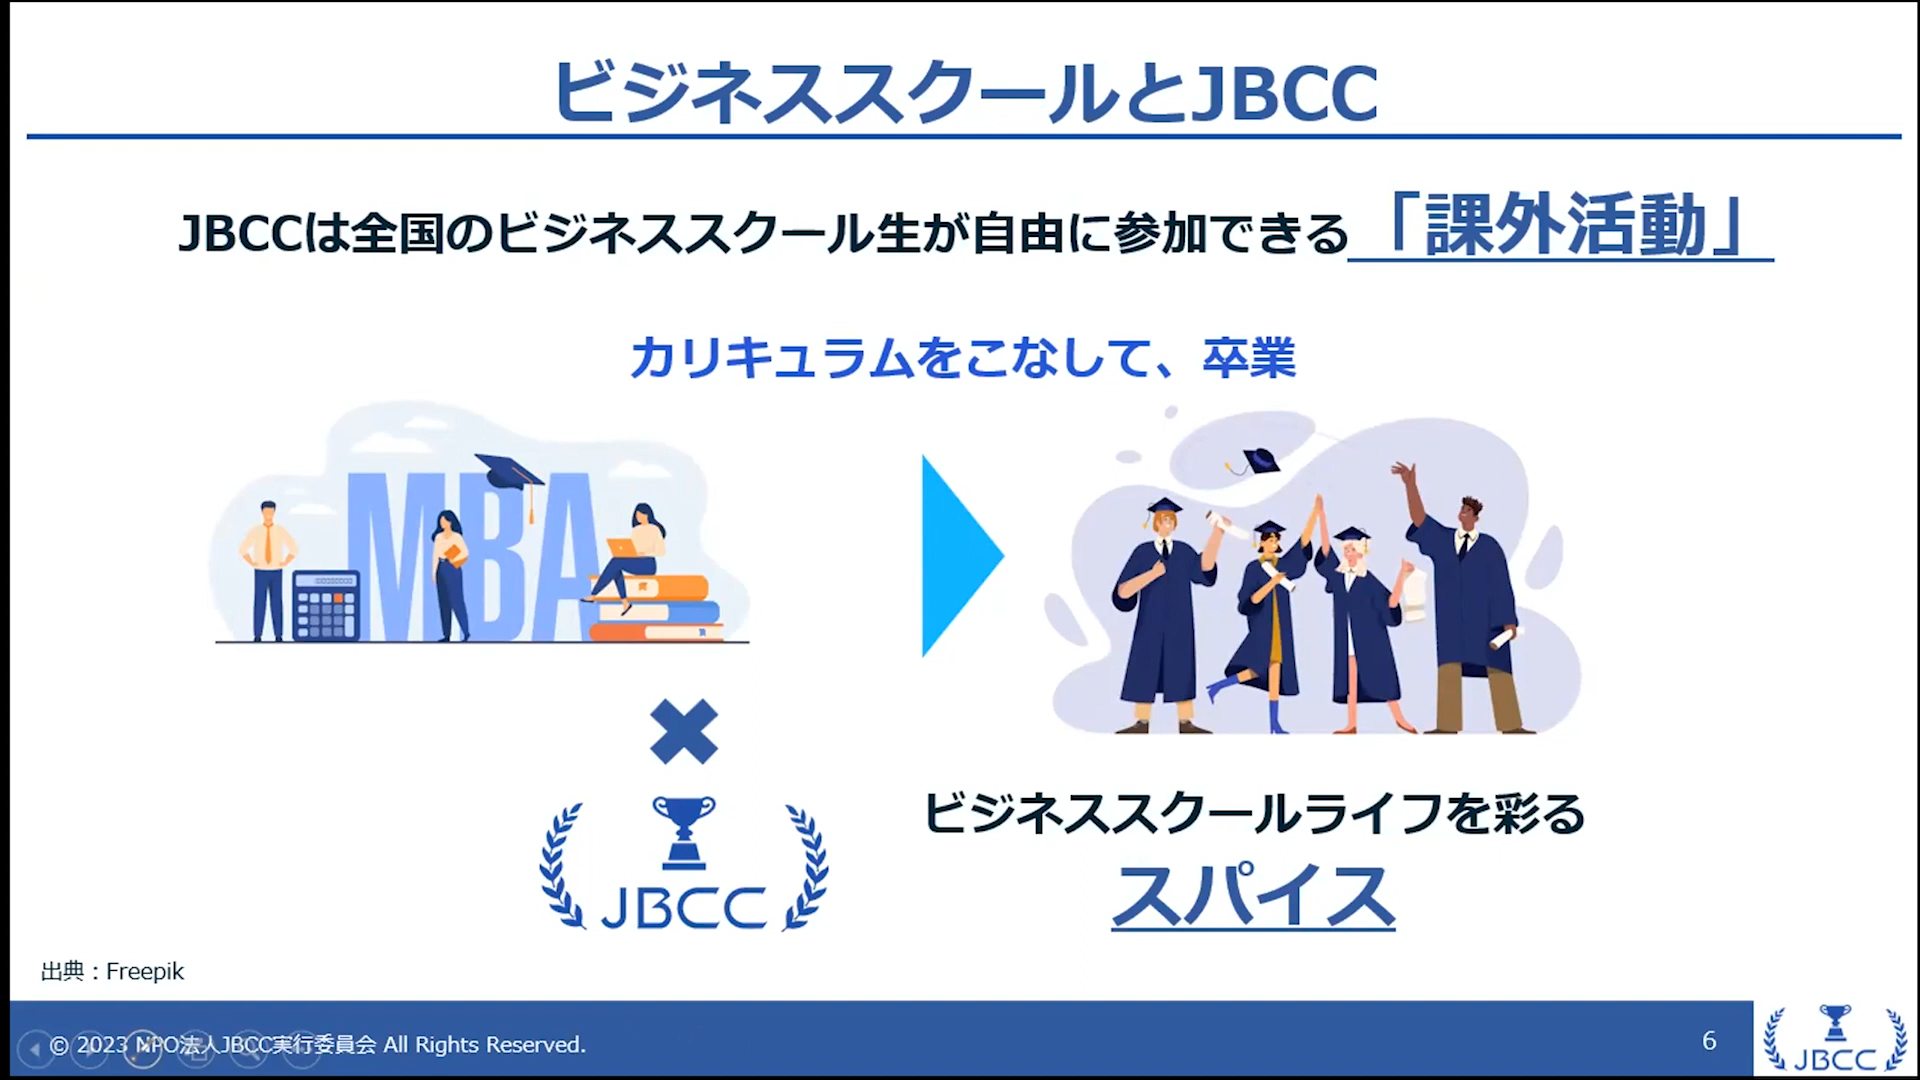 ビジネススクールとJBCC
JBCCは全国のビジネススクール生が自由に参加できる「課外活動」
カリキュラムをこなして、卒業
MBA
JBCC
ビジネススクールライフを彩る
スパイス
出典：Freepik
© 2023 NPO法人JBCC実行委員会 All Rights Reserved.
6
JBCC